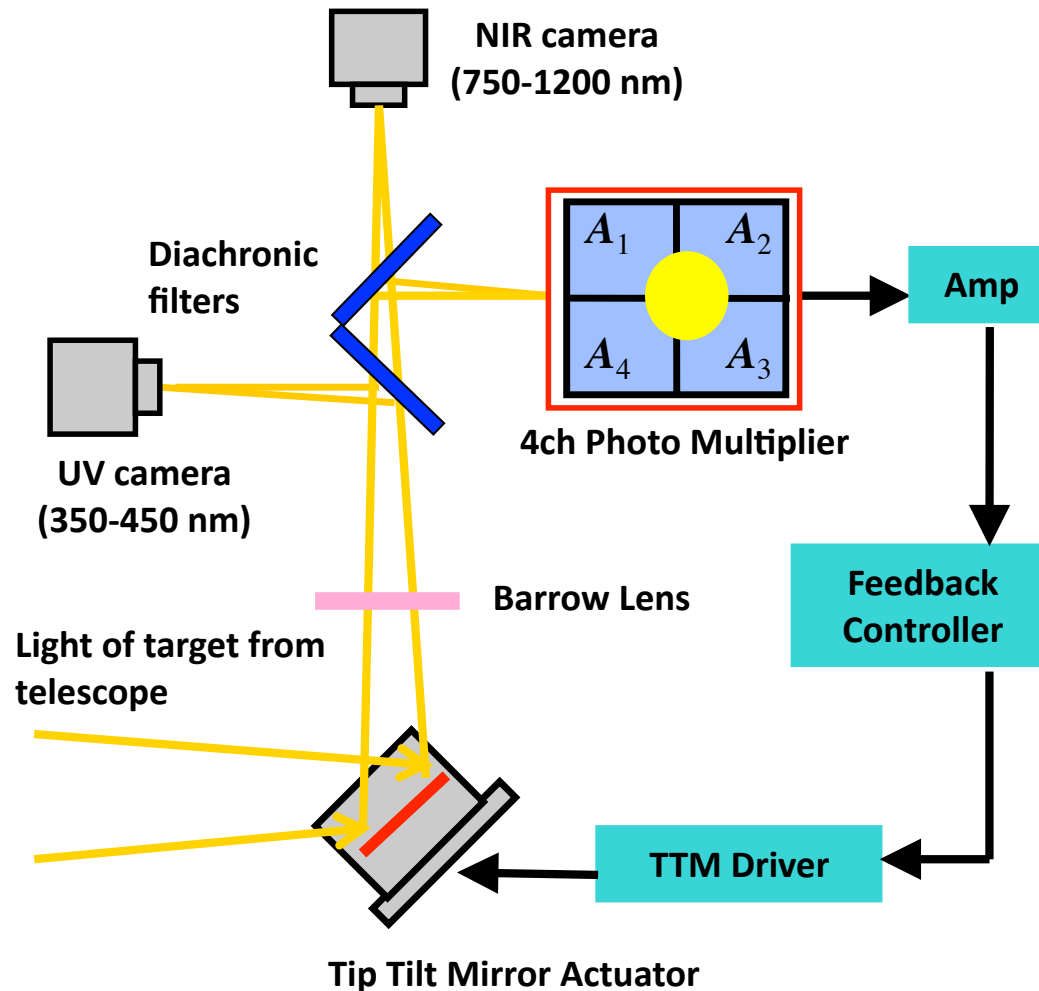 NIR camera
(750-1200 nm)
Diachronic
filters
A1
A2
A4
A3
Amp
4ch Photo Multiplier
UV camera
(350-450 nm)
Feedback
Controller
Barrow Lens
Light of target from
telescope
TTM Driver
Tip Tilt Mirror Actuator